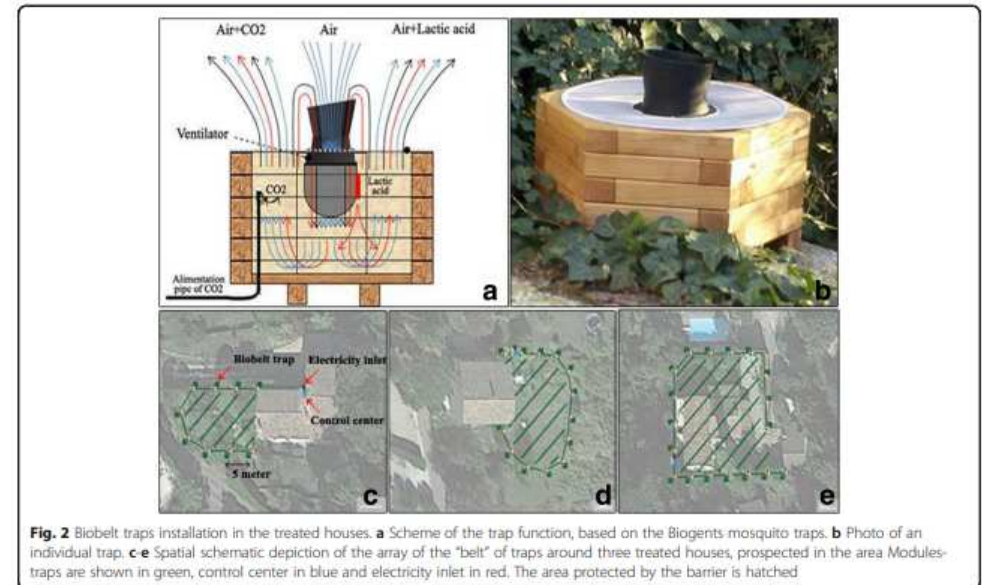 Air+CO2 Air Air+Lactic acid
Ventilator
CO2
Lactic
acid
Alimentation
pipe of CO2
a
b
Biobelt trap Electricity inlet
Control center
5 meter
c
d
e
Fig. 2 Biobelt traps installation in the treated houses. a Scheme of the trap function, based on the Biogents mosquito traps. b Photo of an
individual trap. c-e Spatial schematic depiction of the array of the "belt" of traps around three treated houses, prospected in the area Modules-
traps are shown in green, control center in blue and electricity inlet in red. The area protected by the barrier is hatched